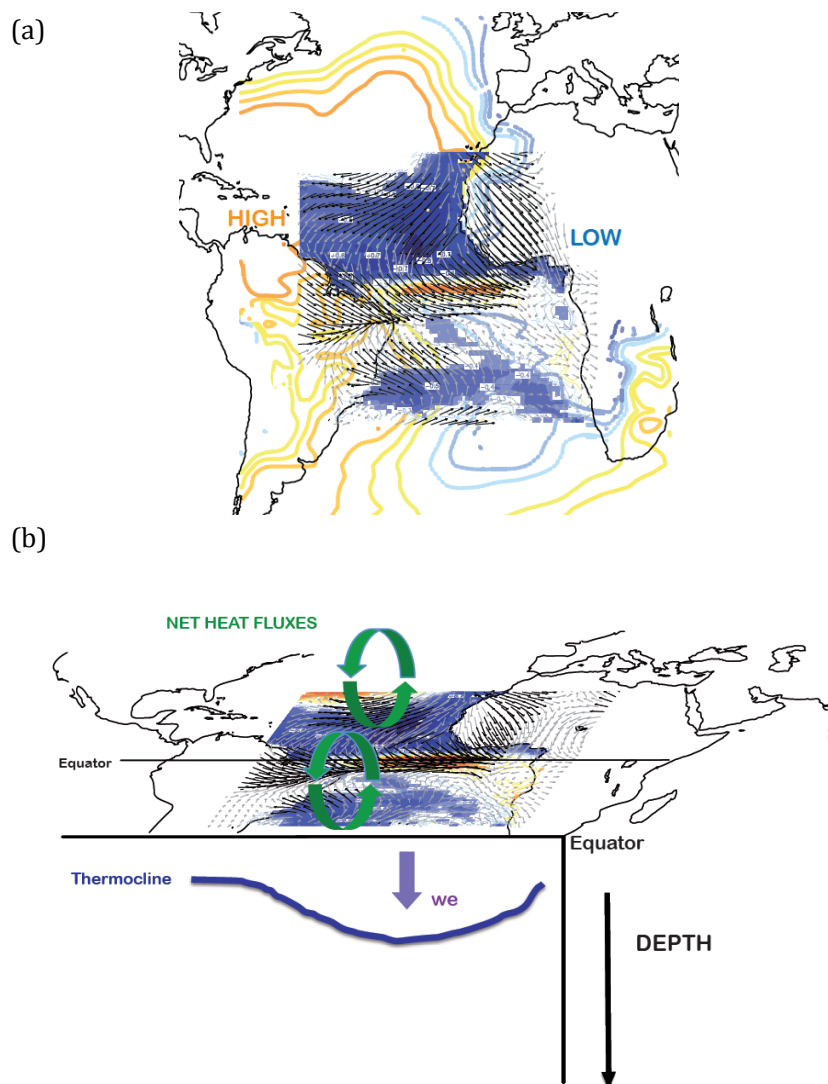 (a)
HIGH
LOW
(b)
NET HEAT FLUXES
Equator
Equator
Thermocline
we
DEPTH